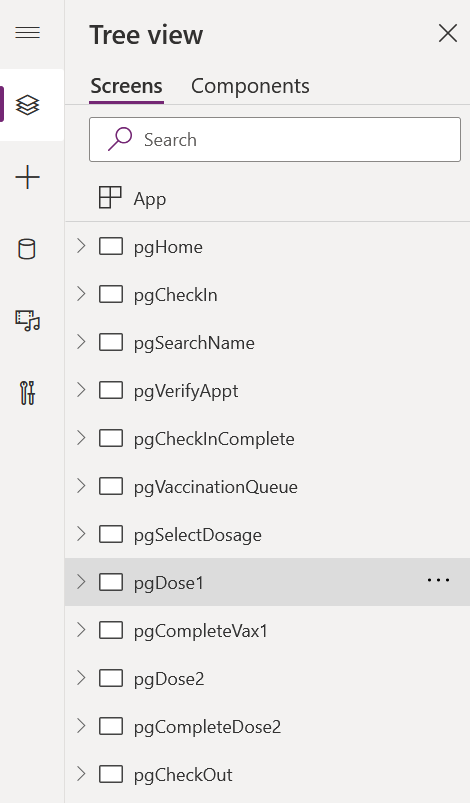 Tree view
Screens Components
Search
App
pgHome
pgCheckIn
pgSearchName
pgVerifyAppt
pgCheckInComplete
pgVaccinationQueue
pgSelectDosage
pgDose1
pgCompleteVax1
pgDose2
pgCompleteDose2
pgCheckOut